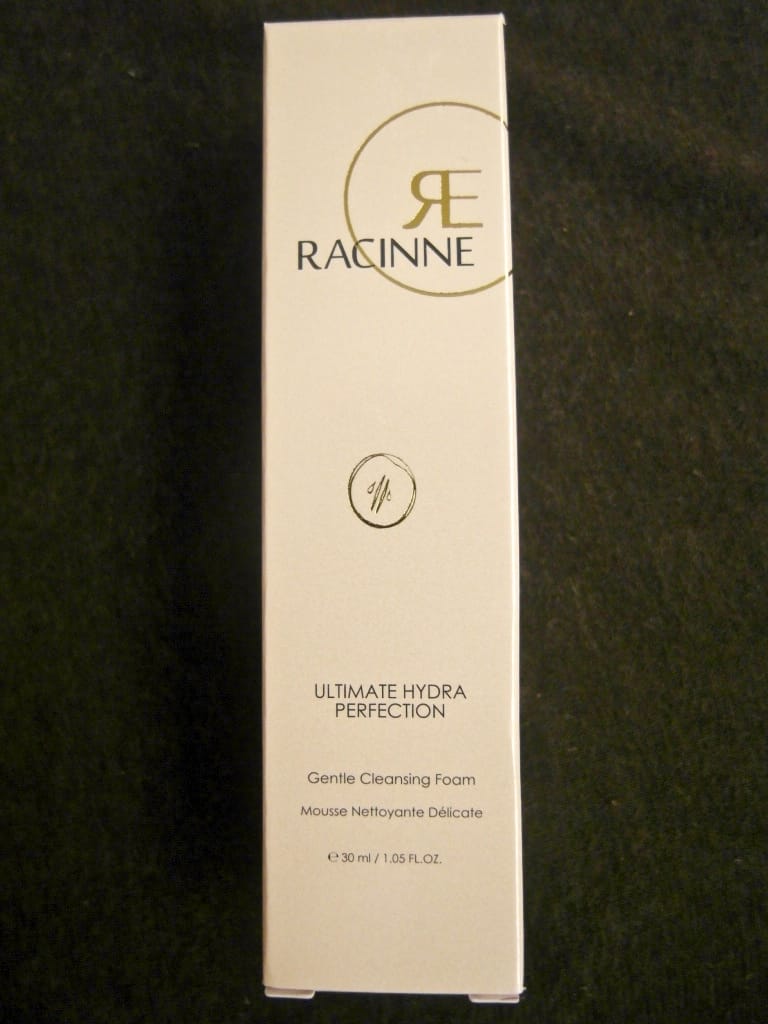 RE
RACINNE
ULTIMATE HYDRA
PERFECTION
Gentle Cleansing Foam
Mousse Nettoyante Délicate
℮ 30 ml / 1.05 FL.OZ.